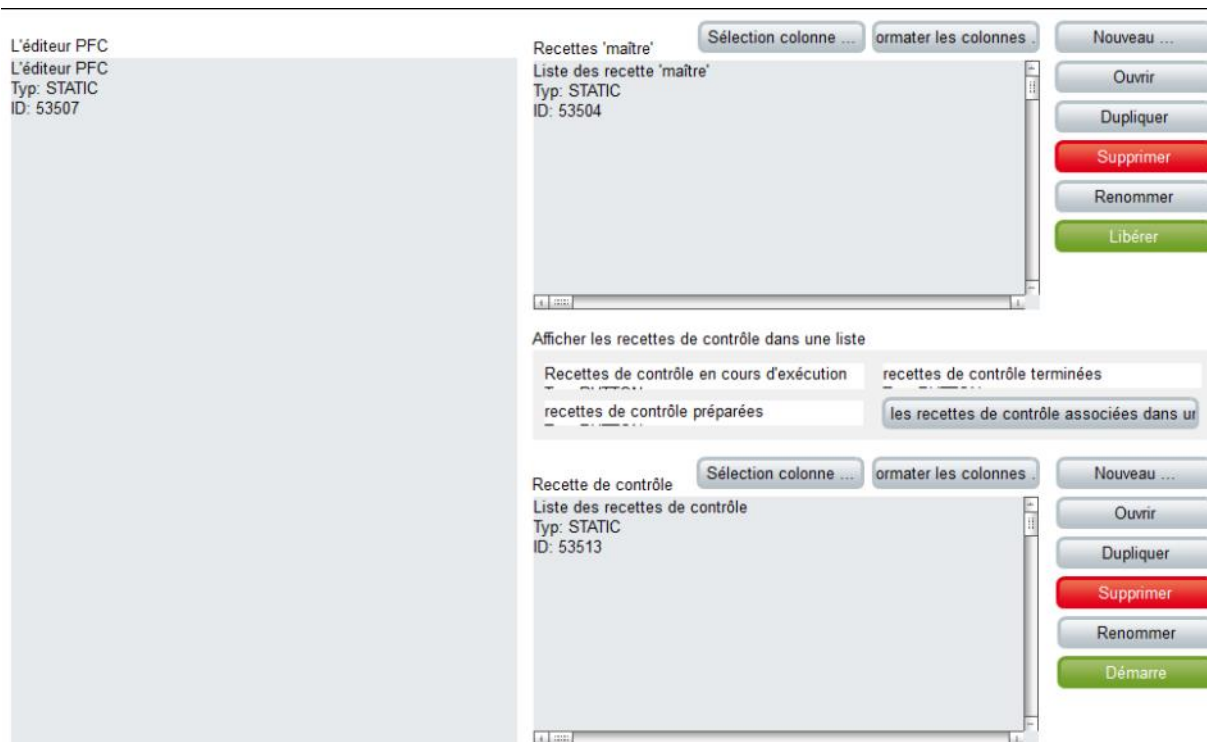 L'éditeur PFC
L'éditeur PFC
Typ: STATIC
ID: 53507
Recettes 'maître'
Sélection colonne ...
ormater les colonnes .
Liste des recette 'maître'
Typ: STATIC
ID: 53504
Nouveau ...
Ouvrir
Dupliquer
Supprimer
Renommer
Libérer
Afficher les recettes de contrôle dans une liste
Recettes de contrôle en cours d'exécution
recettes de contrôle terminées
recettes de contrôle préparées
les recettes de contrôle associées dans ur
Recette de contrôle
Sélection colonne ...
ormater les colonnes .
Liste des recettes de contrôle
Typ: STATIC
ID: 53513
Nouveau ...
Ouvrir
Dupliquer
Supprimer
Renommer
Démarre